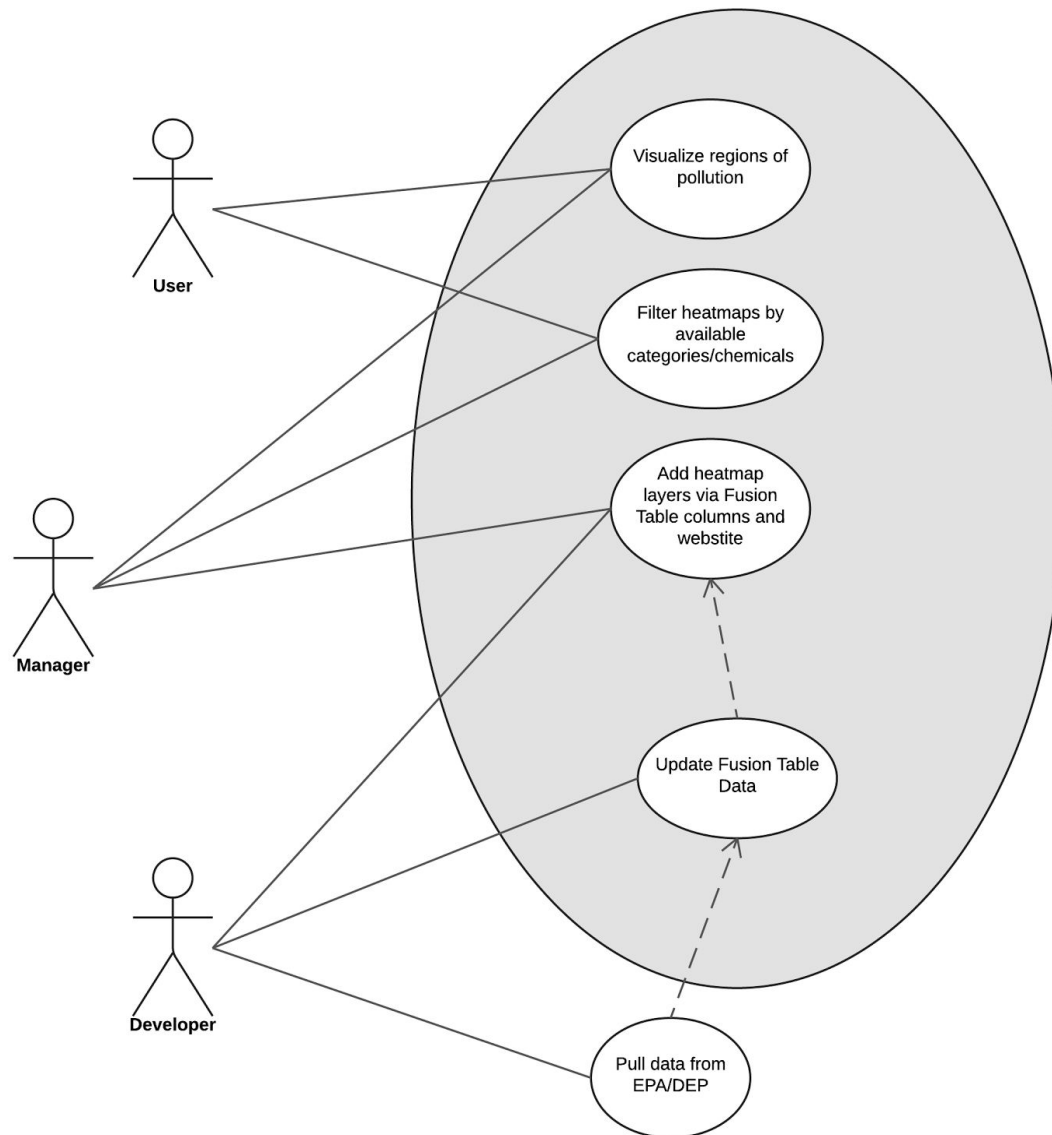 Visualize regions of
pollution
User
Filter heatmaps by
available
categories/chemicals
Add heatmap
layers via Fusion
Table columns and
webstite
Manager
Update Fusion Table
Data
Developer
Pull data from
EPA/DEP